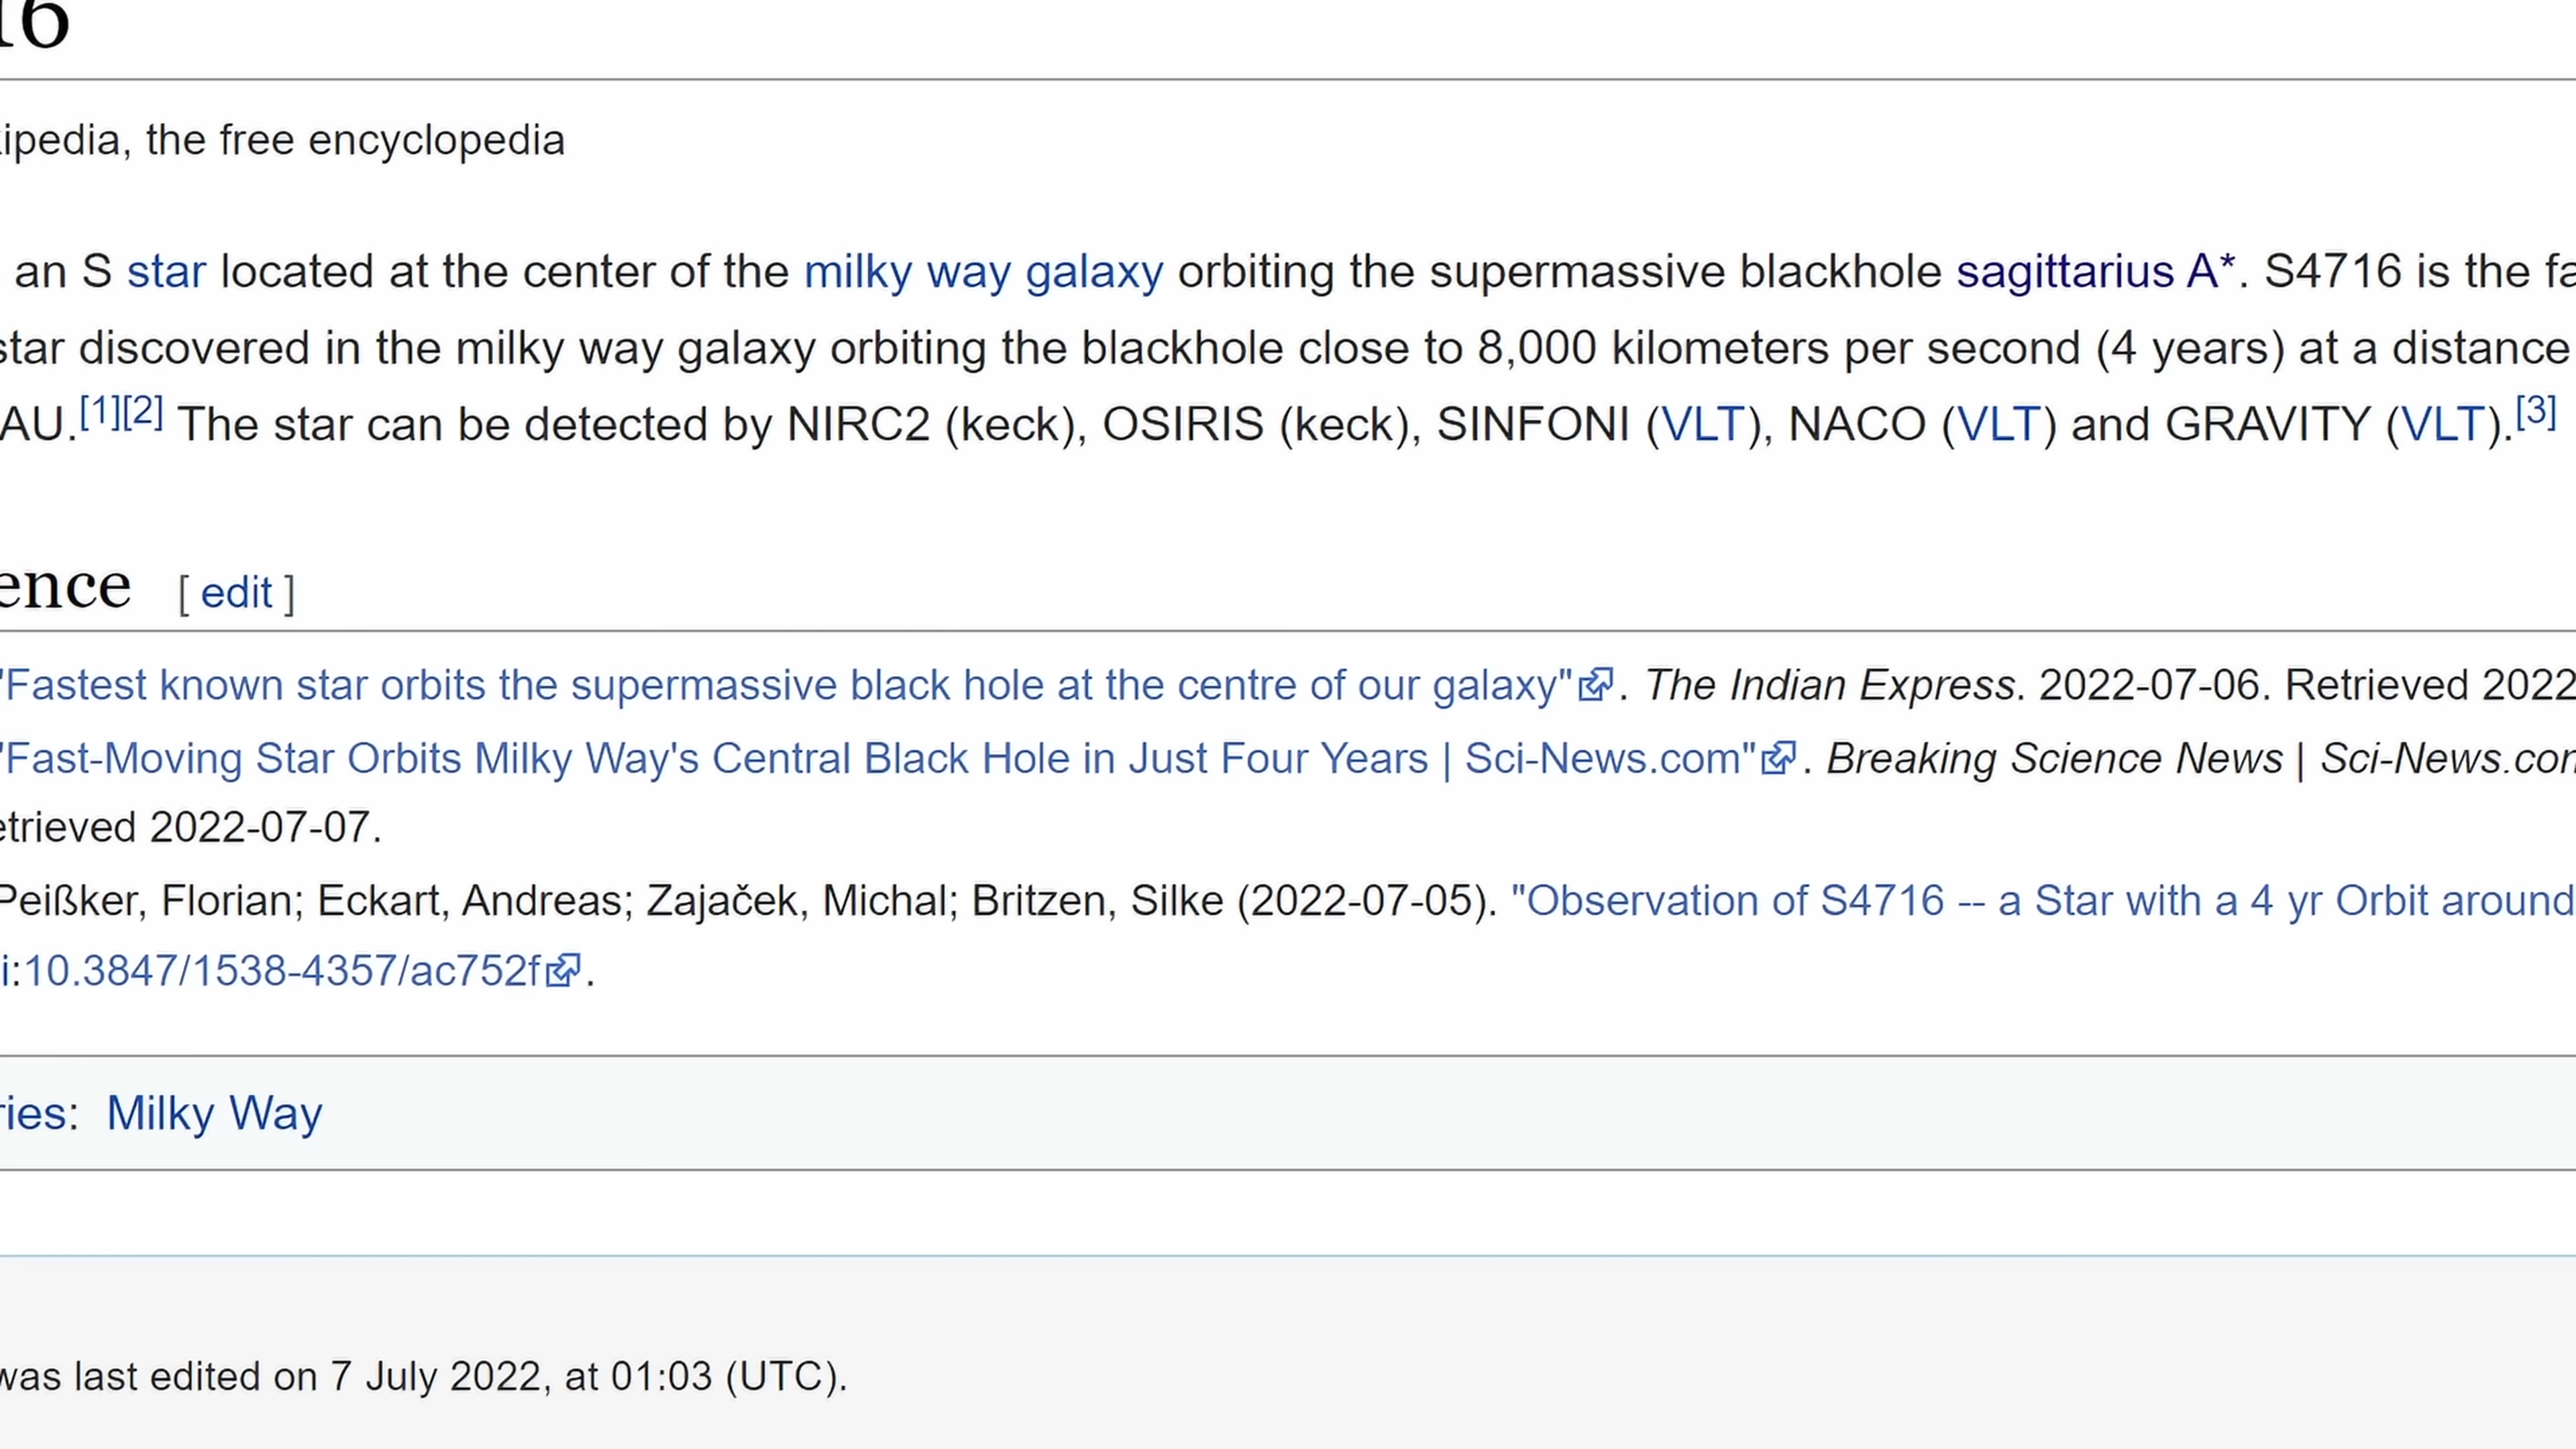 16
ipedia, the free encyclopedia
an S star located at the center of the milky way galaxy orbiting the supermassive blackhole sagittarius A*. S4716 is the fa
star discovered in the milky way galaxy orbiting the blackhole close to 8,000 kilometers per second (4 years) at a distance
AU.[1][2] The star can be detected by NIRC2 (keck), OSIRIS (keck), SINFONI (VLT), NACO (VLT) and GRAVITY (VLT).[3]
ence [ edit ]
"Fastest known star orbits the supermassive black hole at the centre of our galaxy". The Indian Express. 2022-07-06. Retrieved 2022
"Fast-Moving Star Orbits Milky Way's Central Black Hole in Just Four Years | Sci-News.com". Breaking Science News | Sci-News.com
etrieved 2022-07-07.
Peißker, Florian; Eckart, Andreas; Zajaček, Michal; Britzen, Silke (2022-07-05). "Observation of S4716 -- a Star with a 4 yr Orbit around
i:10.3847/1538-4357/ac752f.
ries: Milky Way
was last edited on 7 July 2022, at 01:03 (UTC).